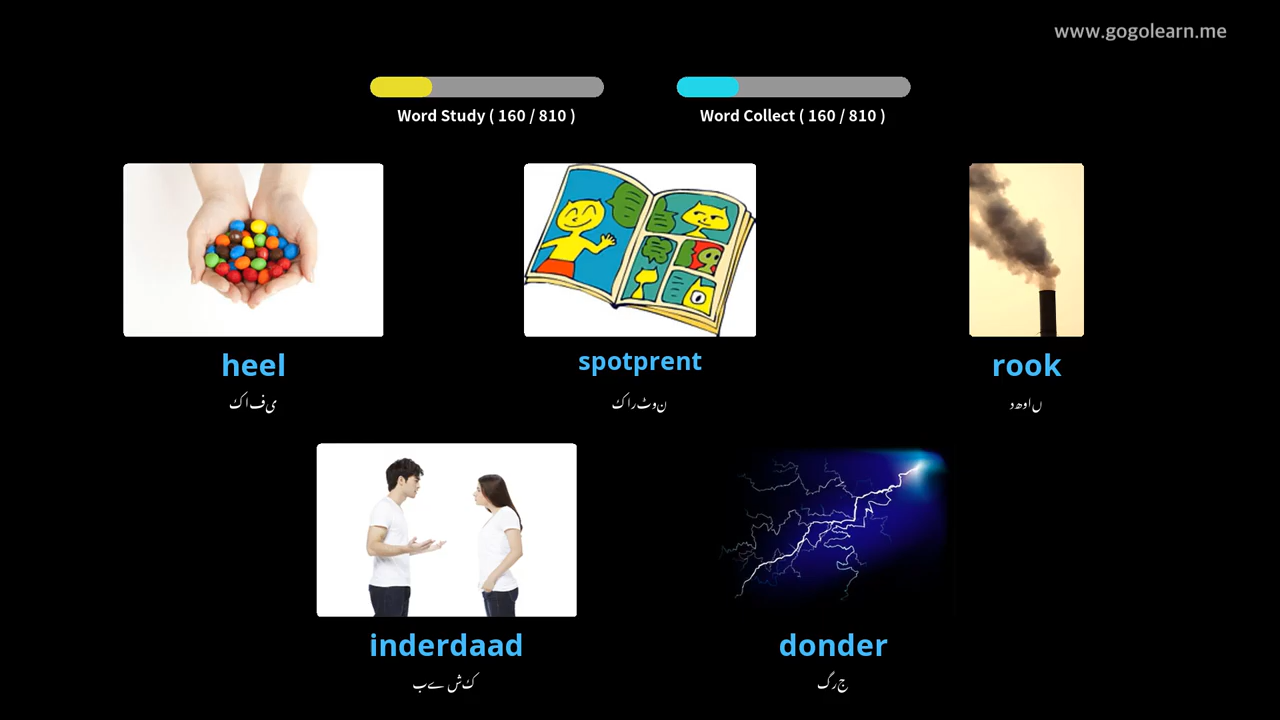 www.gogolearn.me
Word Study ( 160 / 810 )
Word Collect ( 160 / 810 )
heel
کافی
spotprent
کارٹون
rook
دھواں
inderdaad
بے شک
donder
گرج